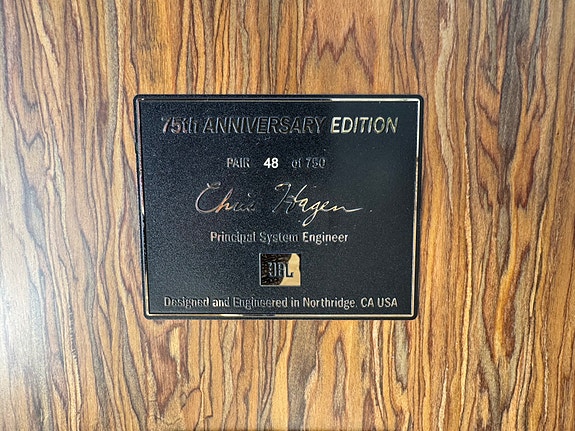 75th ANNIVERSARY EDITION
PAIR 48 of 750
Chris Hagen
Principal System Engineer
JBL
Designed and Engineered in Northridge, CA USA